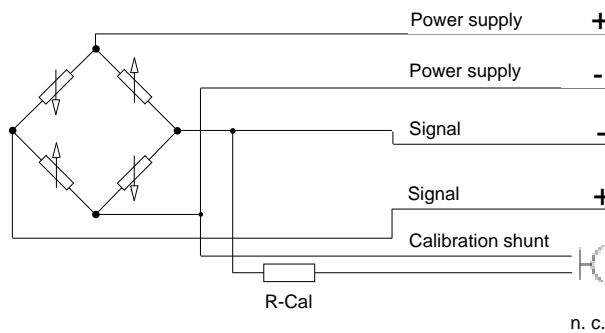 Power supply +
Power supply -
Signal -
Signal +
Calibration shunt
R-Cal
n. c.